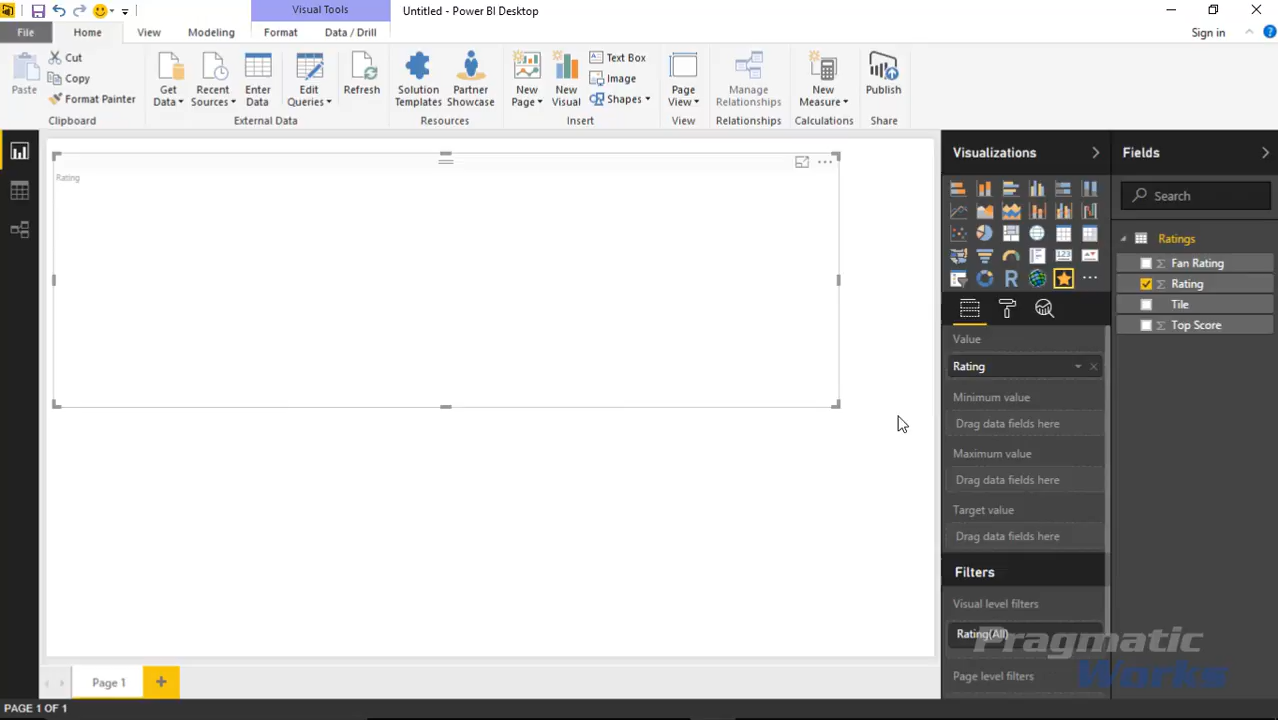 Visual Tools
Untitled - Power BI Desktop
File
Home
View
Modeling
Format
Data / Drill
Sign in
Paste
Cut
Copy
Format Painter
Clipboard
Get Data
Recent Sources
Enter Data
Edit Queries
Refresh
External Data
Solution Templates
Partner Showcase
Resources
New Page
New Visual
Text Box
Image
Shapes
Insert
Page View
View
Manage Relationships
Relationships
New Measure
Calculations
Publish
Share
Rating
Visualizations
R
123
Value
Rating
Minimum value
Drag data fields here
Maximum value
Drag data fields here
Target value
Drag data fields here
Filters
Visual level filters
Rating(All)
Page level filters
Fields
Search
Ratings
Fan Rating
Rating
Tile
Top Score
Pragmatic
Works
Page 1
PAGE 1 OF 1